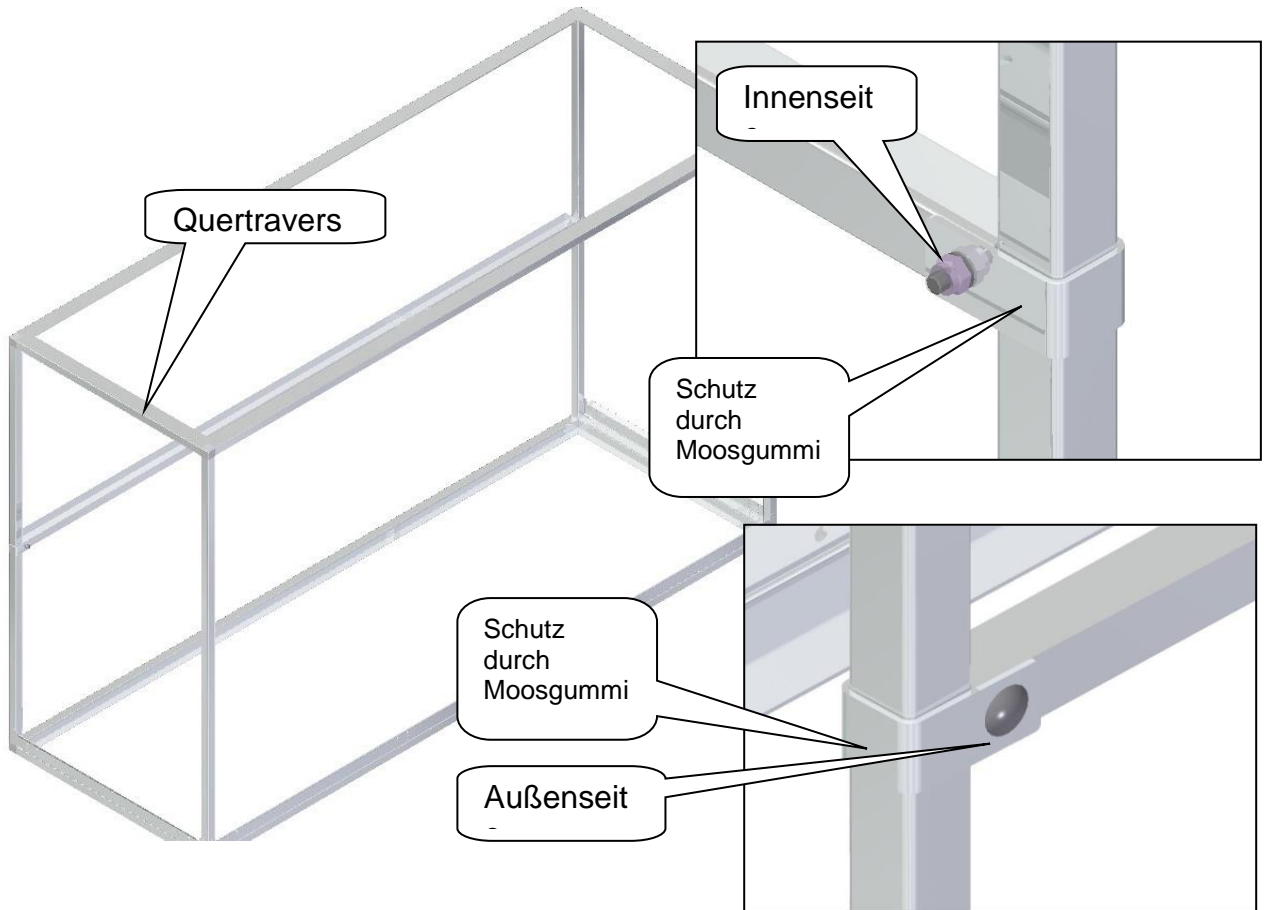 Innenseit
Quertravers
Schutz
durch
Moosgummi
Schutz
durch
Moosgummi
Außenseit